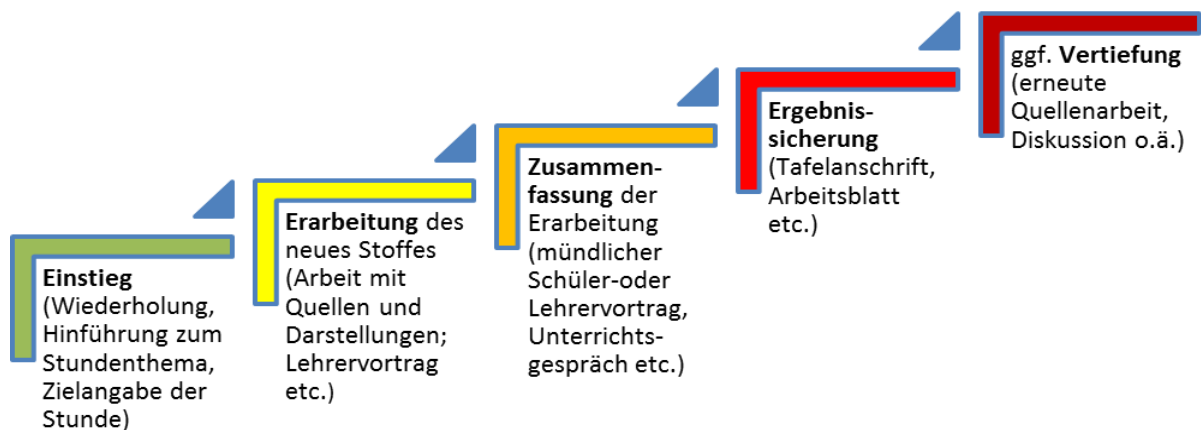 Einstieg
(Wiederholung,
Hinführung zum
Stundenthema,
Zielangabe der
Stunde)
Erarbeitung des
neues Stoffes
(Arbeit mit
Quellen und
Darstellungen;
Lehrervortrag
etc.)
Zusammen-
fassung der
Erarbeitung
(mündlicher
Schüler-oder
Lehrervortrag,
Unterrichts-
gespräch etc.)
Ergebnis-
sicherung
(Tafelanschrift,
Arbeitsblatt
etc.)
ggf. Vertiefung
(erneute
Quellenarbeit,
Diskussion o.ä.)